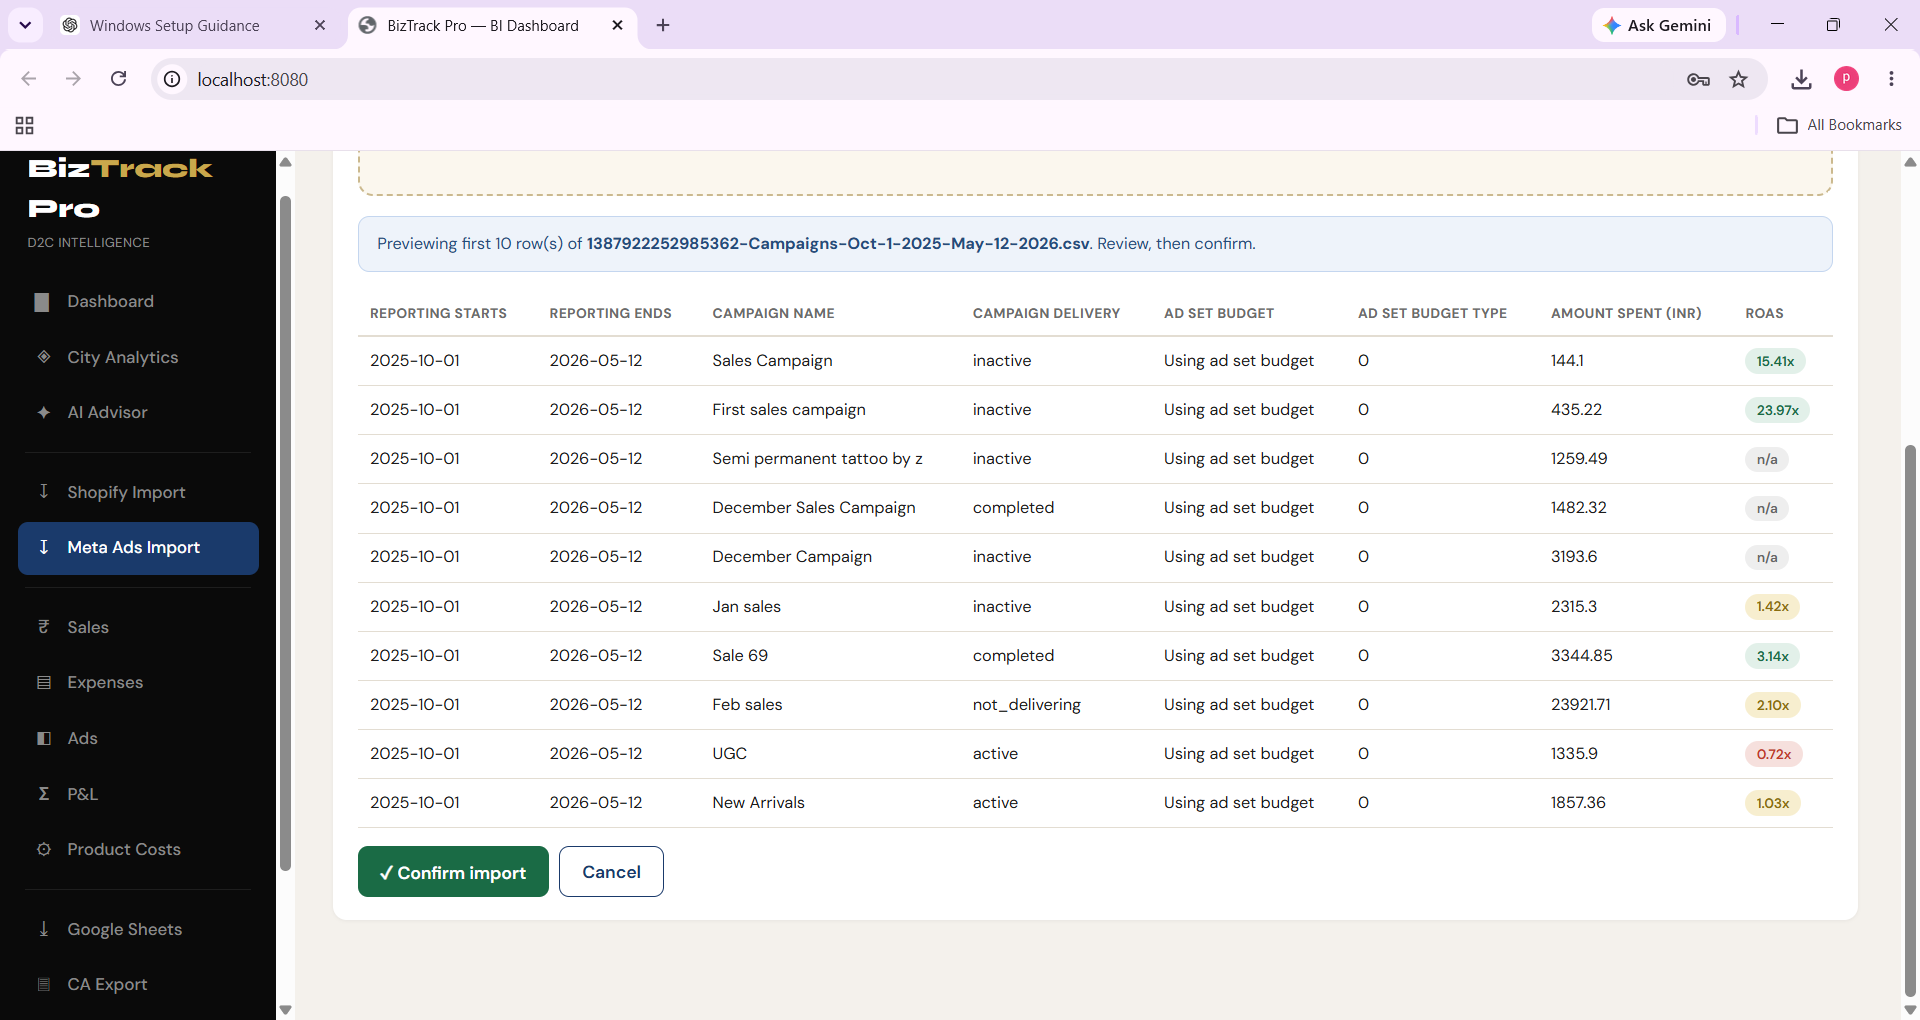 Windows Setup Guidance
BizTrack Pro — BI Dashboard
Ask Gemini
localhost:8080
P
All Bookmarks
BizTrack
Pro
D2C INTELLIGENCE
Dashboard
City Analytics
AI Advisor
Shopify Import
Meta Ads Import
₹ Sales
Expenses
Ads
Σ P&L
Product Costs
Google Sheets
CA Export
Previewing first 10 row(s) of 1387922252985362-Campaigns-Oct-1-2025-May-12-2026.csv. Review, then confirm.
REPORTING STARTS REPORTING ENDS CAMPAIGN NAME CAMPAIGN DELIVERY AD SET BUDGET AD SET BUDGET TYPE AMOUNT SPENT (INR) ROAS
2025-10-01 2026-05-12 Sales Campaign inactive Using ad set budget 0 144.1 15.41x
2025-10-01 2026-05-12 First sales campaign inactive Using ad set budget 0 435.22 23.97x
2025-10-01 2026-05-12 Semi permanent tattoo by z inactive Using ad set budget 0 1259.49 n/a
2025-10-01 2026-05-12 December Sales Campaign completed Using ad set budget 0 1482.32 n/a
2025-10-01 2026-05-12 December Campaign inactive Using ad set budget 0 3193.6 n/a
2025-10-01 2026-05-12 Jan sales inactive Using ad set budget 0 2315.3 1.42x
2025-10-01 2026-05-12 Sale 69 completed Using ad set budget 0 3344.85 3.14x
2025-10-01 2026-05-12 Feb sales not_delivering Using ad set budget 0 23921.71 2.10x
2025-10-01 2026-05-12 UGC active Using ad set budget 0 1335.9 0.72x
2025-10-01 2026-05-12 New Arrivals active Using ad set budget 0 1857.36 1.03x
✓ Confirm import
Cancel